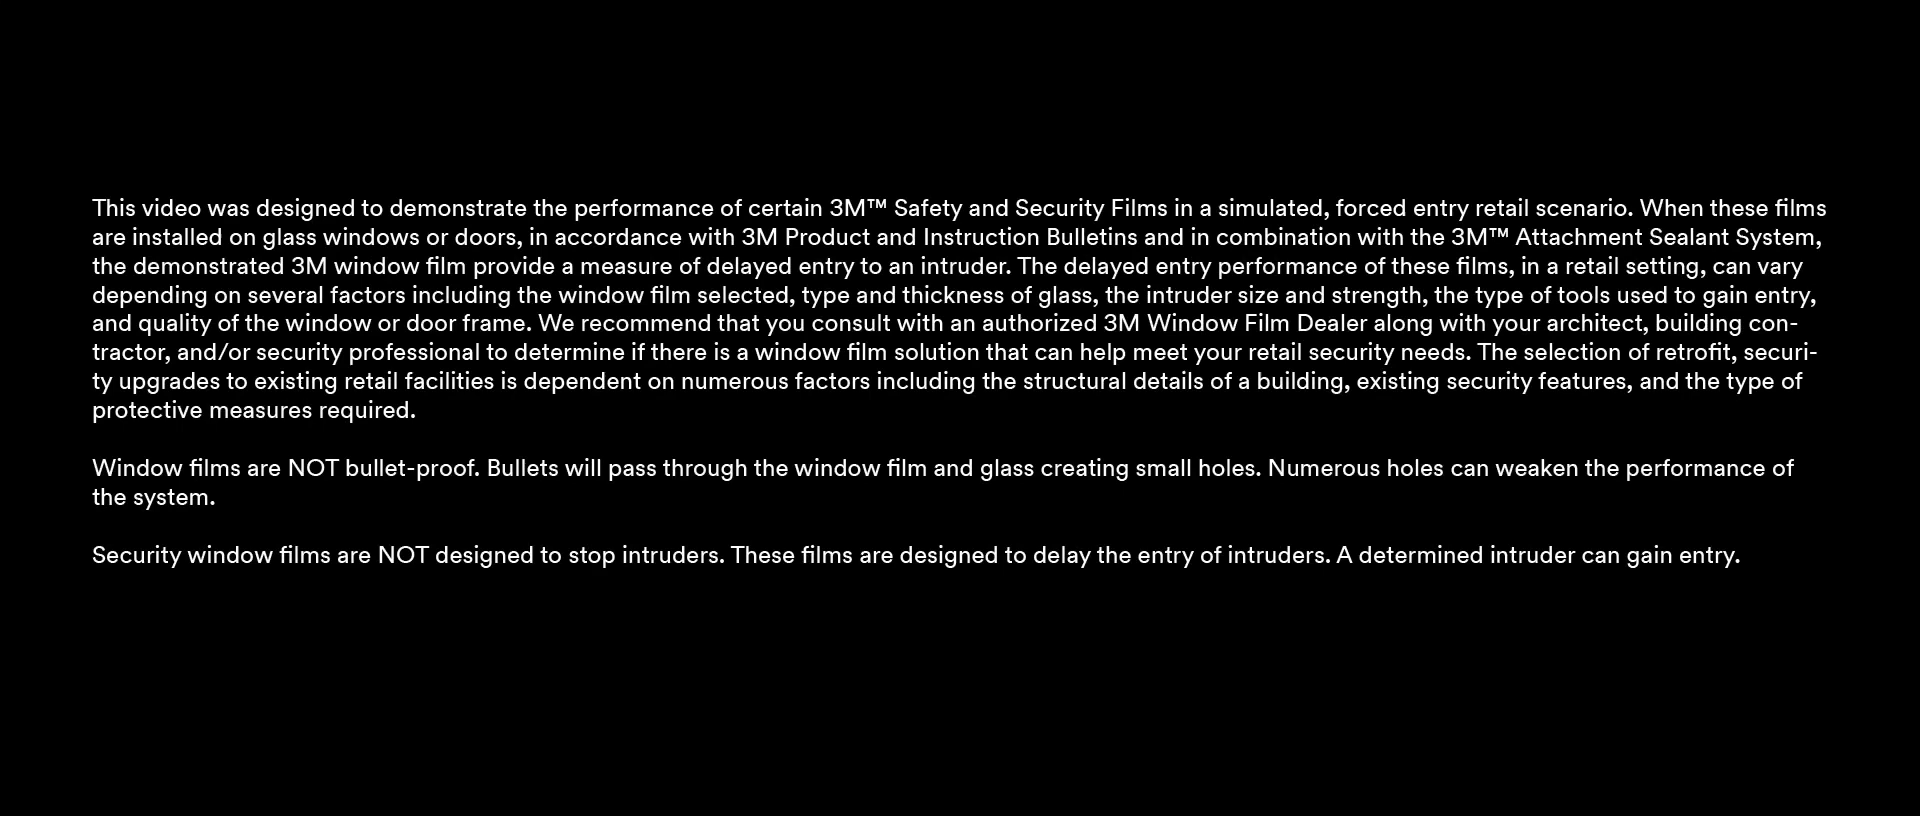 This video was designed to demonstrate the performance of certain 3M™ Safety and Security Films in a simulated, forced entry retail scenario. When these films
are installed on glass windows or doors, in accordance with 3M Product and Instruction Bulletins and in combination with the 3M™ Attachment Sealant System,
the demonstrated 3M window film provide a measure of delayed entry to an intruder. The delayed entry performance of these films, in a retail setting, can vary
depending on several factors including the window film selected, type and thickness of glass, the intruder size and strength, the type of tools used to gain entry,
and quality of the window or door frame. We recommend that you consult with an authorized 3M Window Film Dealer along with your architect, building con-
tractor, and/or security professional to determine if there is a window film solution that can help meet your retail security needs. The selection of retrofit, securi-
ty upgrades to existing retail facilities is dependent on numerous factors including the structural details of a building, existing security features, and the type of
protective measures required.
Window films are NOT bullet-proof. Bullets will pass through the window film and glass creating small holes. Numerous holes can weaken the performance of
the system.
Security window films are NOT designed to stop intruders. These films are designed to delay the entry of intruders. A determined intruder can gain entry.